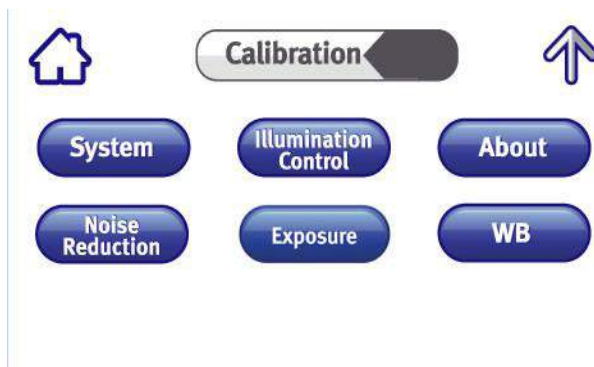 Calibration
System
Illumination
Control
About
Noise
Reduction
Exposure
WB